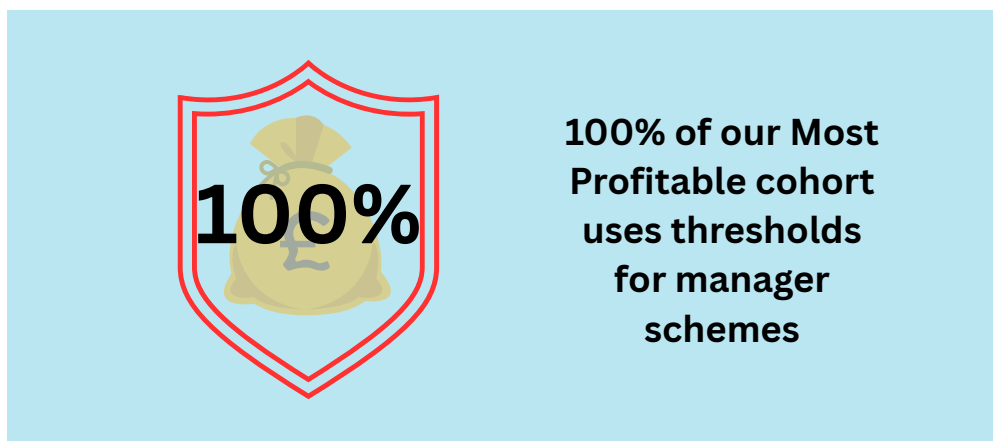 100%
£
100% of our Most
Profitable cohort
uses thresholds
for manager
schemes